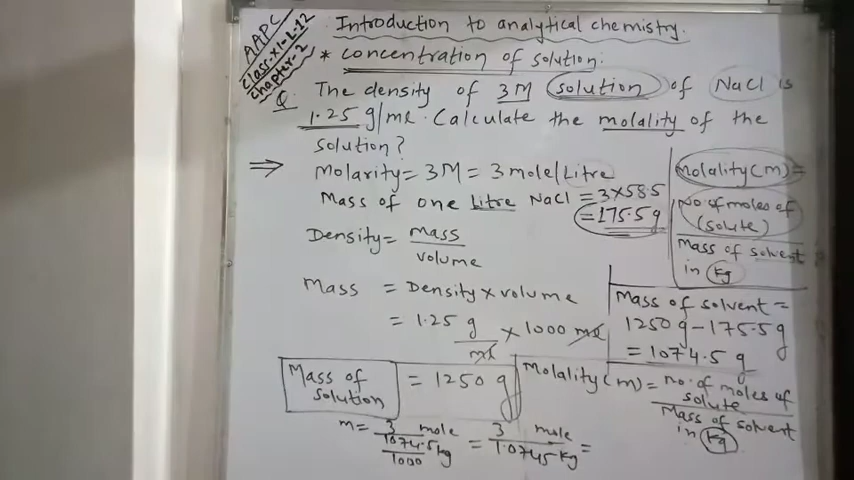 AAPC
Class-XI-L-12
Chapter-2
Introduction to analytical chemistry.
* concentration of solution:
Q The density of 3M solution of NaCl is
1.25 g/ml. Calculate the molality of the
solution?
⇒ Molarity = 3M = 3 mole/Litre
Mass of one Litre NaCl = 3×58.5
= 175.5g
Density = mass
volume
Mass = Density × volume
= 1.25 g × 1000 ml
ml
Mass of = 1250 g
solution
Molality(m) =
No. of moles of
(solute)
Mass of solvent
in kg
Mass of solvent =
1250g - 175.5g
= 1074.5 g
Molality(m) = no. of moles of
solute
Mass of solvent
in kg
m = 3 mole = 3 mole =
1074.5 kg 1.0745 kg
1000